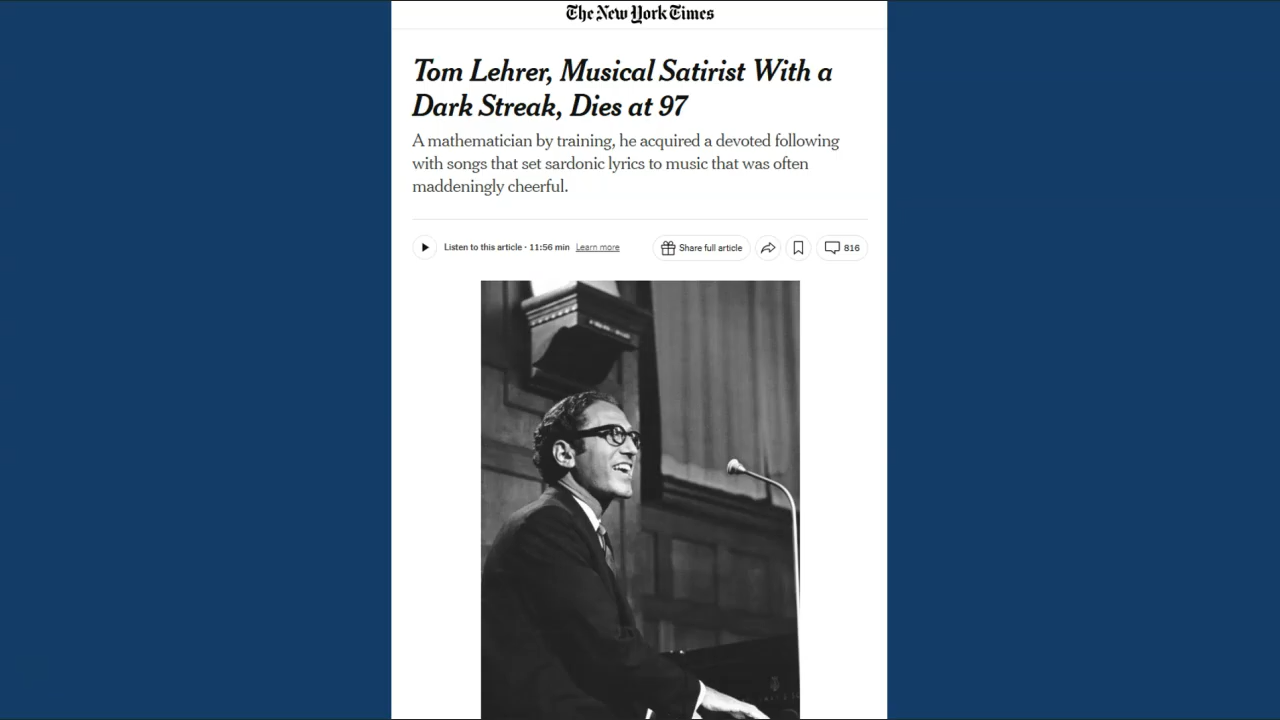 The New York Times
Tom Lehrer, Musical Satirist With a
Dark Streak, Dies at 97
A mathematician by training, he acquired a devoted following
with songs that set sardonic lyrics to music that was often
maddeningly cheerful.
Listen to this article · 11:56 min Learn more Share full article 816